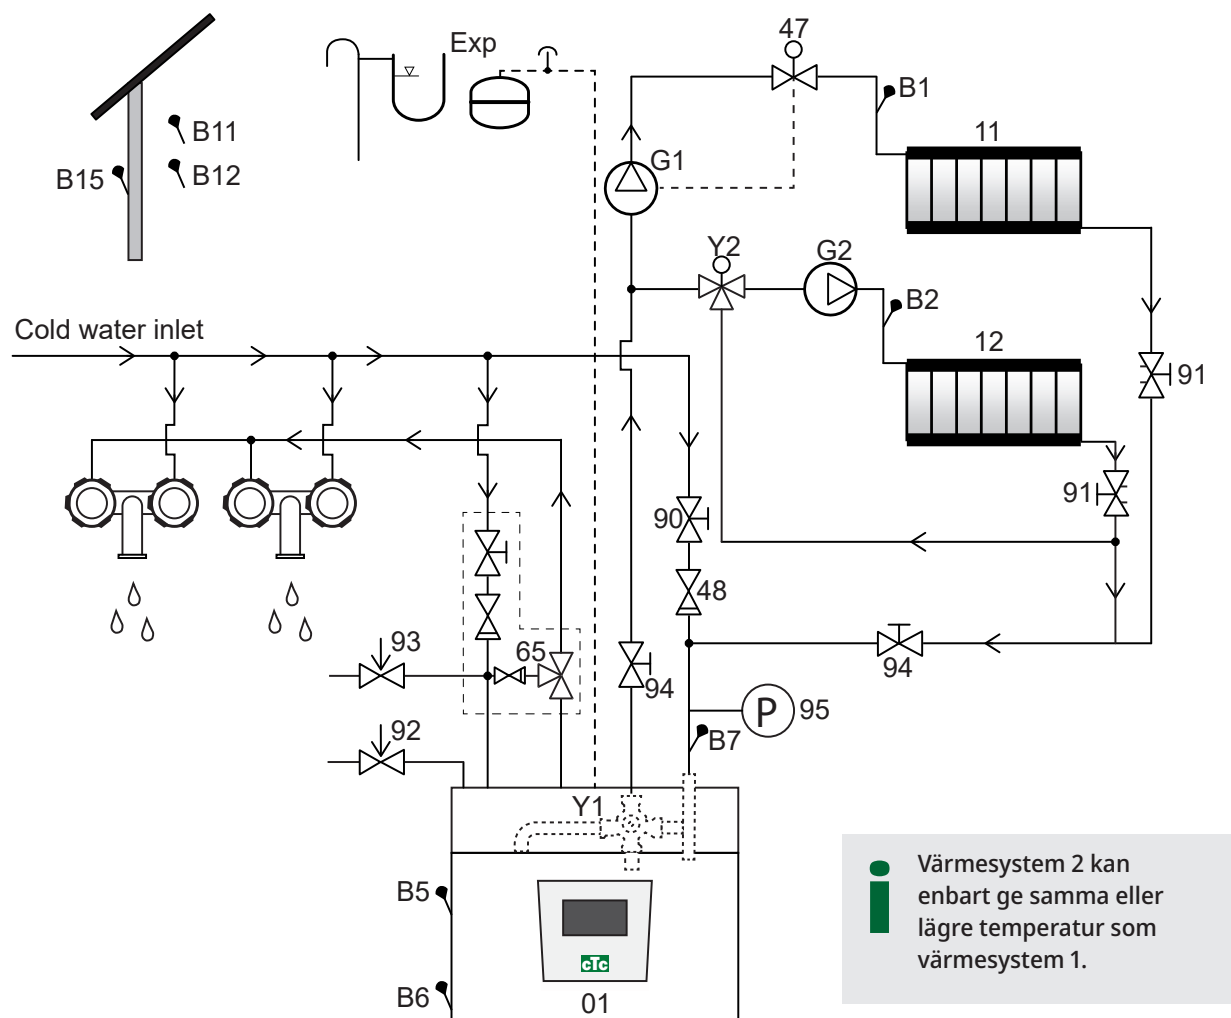 47
Exp
B1
B11
11
G1
B15
B12
Y2
G2
B2
Cold water inlet
12
91
91
90
48
93
65
94
94
P
95
92
B7
Y1
B5
cTc
B6
01
Värmesystem 2 kan
enbart ge samma eller
lägre temperatur som
värmesystem 1.